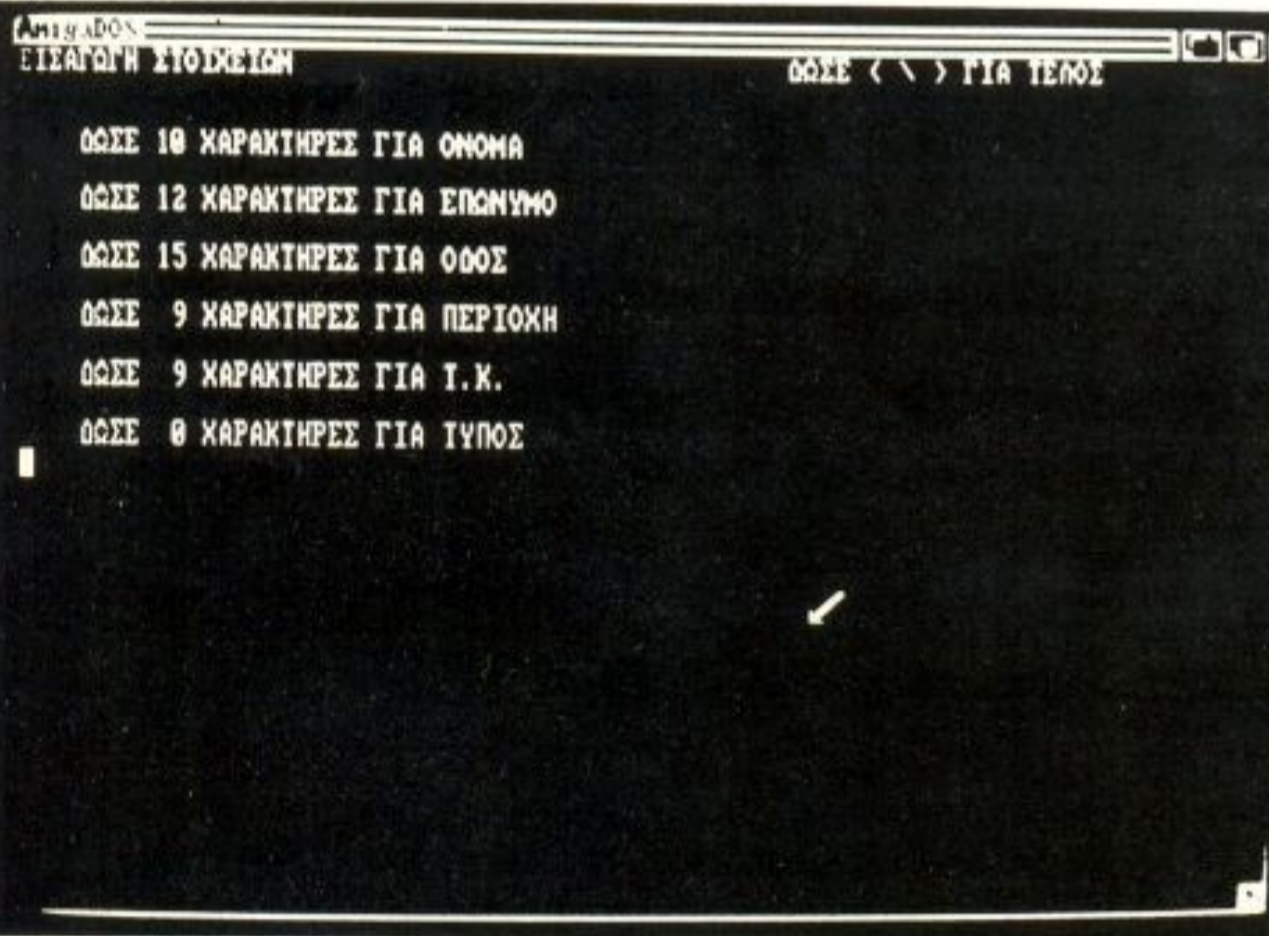 AmigaDOS
ΕΙΣΑΓΩΓΗ ΣΤΟΙΧΕΙΩΝ
ΔΩΣΕ < \ > ΓΙΑ ΤΕΛΟΣ
ΔΩΣΕ 10 ΧΑΡΑΚΤΗΡΕΣ ΓΙΑ ΟΝΟΜΑ
ΔΩΣΕ 12 ΧΑΡΑΚΤΗΡΕΣ ΓΙΑ ΕΠΩΝΥΜΟ
ΔΩΣΕ 15 ΧΑΡΑΚΤΗΡΕΣ ΓΙΑ ΟΔΟΣ
ΔΩΣΕ 9 ΧΑΡΑΚΤΗΡΕΣ ΓΙΑ ΠΕΡΙΟΧΗ
ΔΩΣΕ 9 ΧΑΡΑΚΤΗΡΕΣ ΓΙΑ Τ.Κ.
ΔΩΣΕ 0 ΧΑΡΑΚΤΗΡΕΣ ΓΙΑ ΤΥΠΟΣ